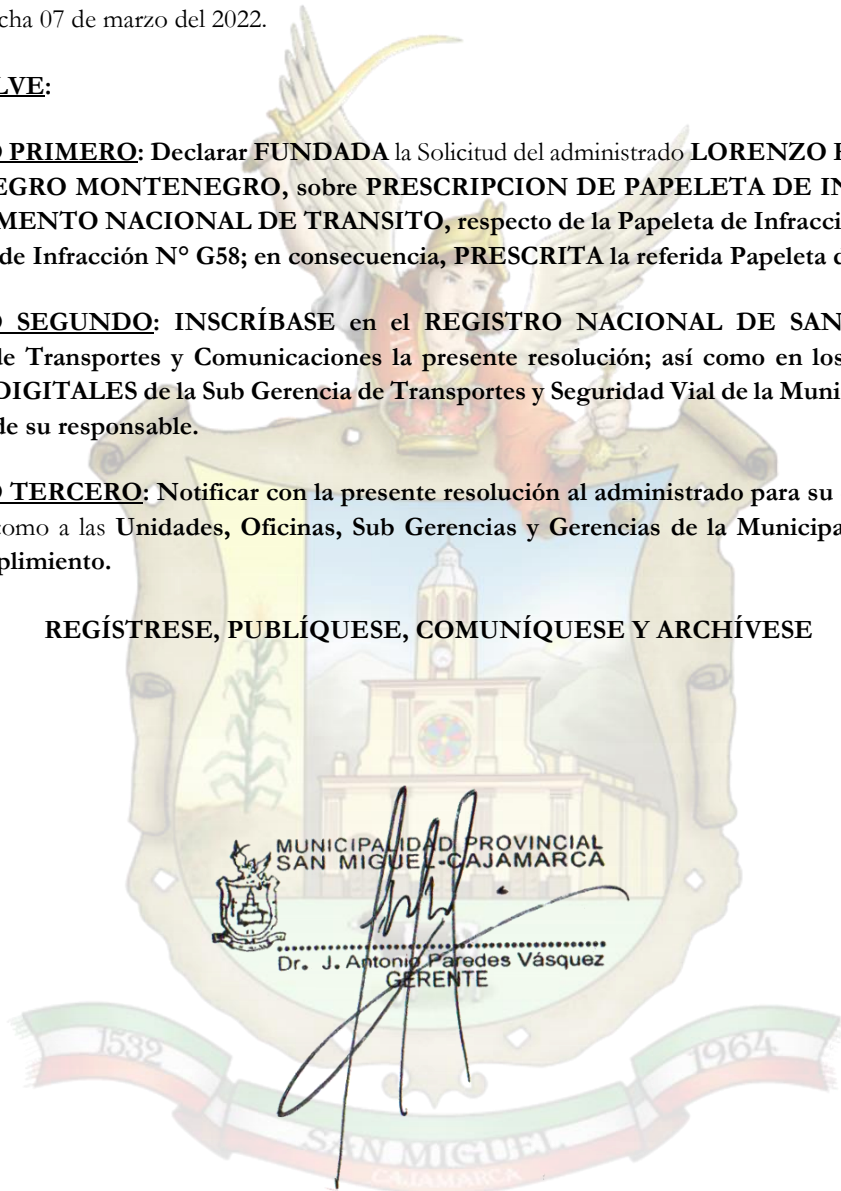 cha 07 de marzo del 2022.
LVE:
O PRIMERO: Declarar FUNDADA la Solicitud del administrado LORENZO
EGRO MONTENEGRO, sobre PRESCRIPCION DE PAPELETA DE IN
MENTO NACIONAL DE TRANSITO, respecto de la Papeleta de Infracci
de Infracción N° G58; en consecuencia, PRESCRITA la referida Papeleta d
O SEGUNDO: INSCRÍBASE en el REGISTRO NACIONAL DE SAN
de Transportes y Comunicaciones la presente resolución; así como en los
DIGITALES de la Sub Gerencia de Transportes y Seguridad Vial de la Muni
de su responsable.
O TERCERO: Notificar con la presente resolución al administrado para su
como a las Unidades, Oficinas, Sub Gerencias y Gerencias de la Municipa
plimiento.
REGÍSTRESE, PUBLÍQUESE, COMUNÍQUESE Y ARCHÍVESE
MUNICIPALIDAD PROVINCIAL
SAN MIGUEL-CAJAMARCA
Dr. J. Antonio Paredes Vásquez
GERENTE
1532
1964
SAN MIGUEL
CAJAMARCA